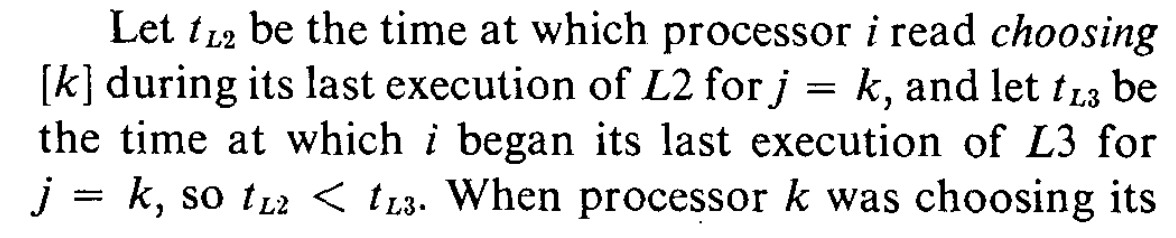 Let t_{L2} be the time at which processor i read choosing
[k] during its last execution of L2 for j = k, and let t_{L3} be
the time at which i began its last execution of L3 for
j = k, so t_{L2} < t_{L3}. When processor k was choosing its